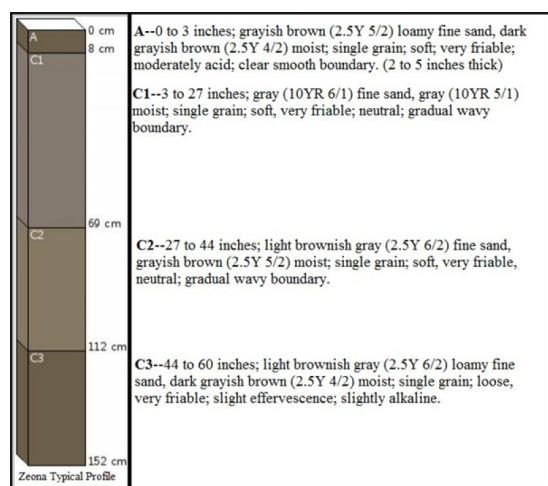 0 cm
A
8 cm
C1
69 cm
C2
112 cm
C3
152 cm
Zeona Typical Profile
A--0 to 3 inches; grayish brown (2.5Y 5/2) loamy fine sand, dark
grayish brown (2.5Y 4/2) moist; single grain; soft; very friable;
moderately acid; clear smooth boundary. (2 to 5 inches thick)
C1--3 to 27 inches; gray (10YR 6/1) fine sand, gray (10YR 5/1)
moist; single grain; soft, very friable; neutral; gradual wavy
boundary.
C2--27 to 44 inches; light brownish gray (2.5Y 6/2) fine sand,
grayish brown (2.5Y 5/2) moist; single grain; soft, very friable,
neutral; gradual wavy boundary.
C3--44 to 60 inches; light brownish gray (2.5Y 6/2) loamy fine
sand, dark grayish brown (2.5Y 4/2) moist; single grain; loose,
very friable; slight effervescence; slightly alkaline.